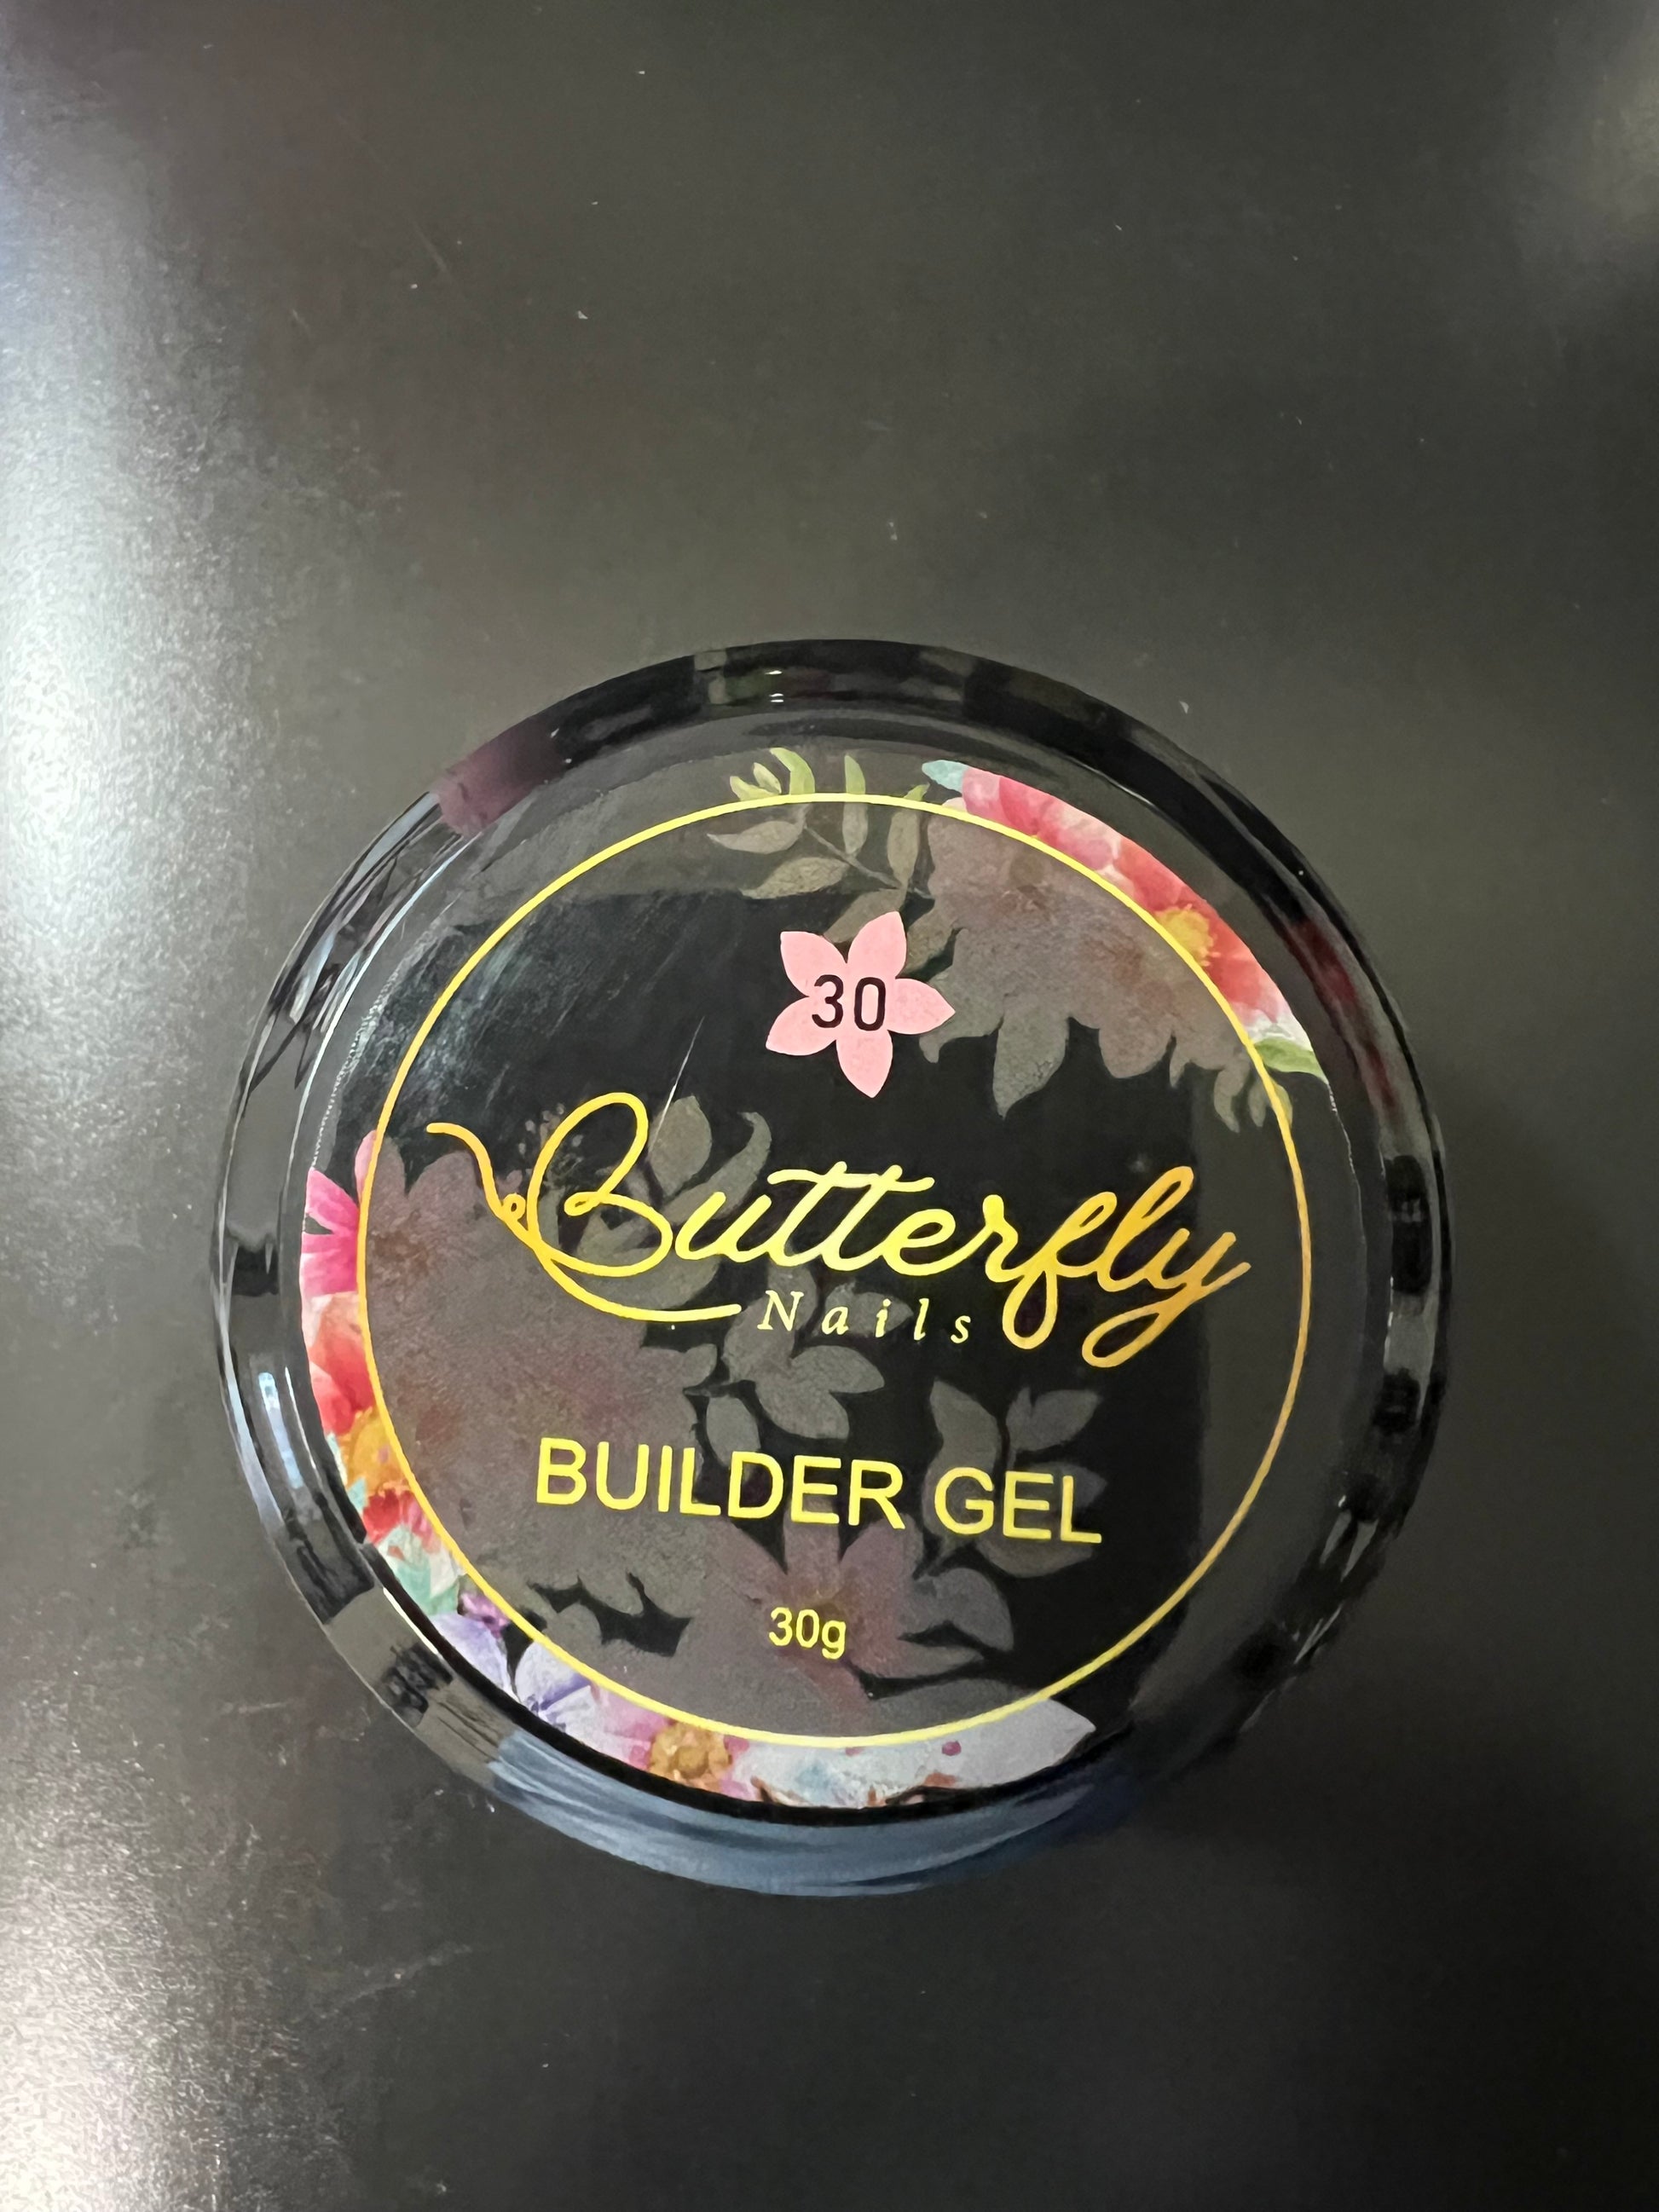 30
Butterfly
Nails
BUILDER GEL
30g